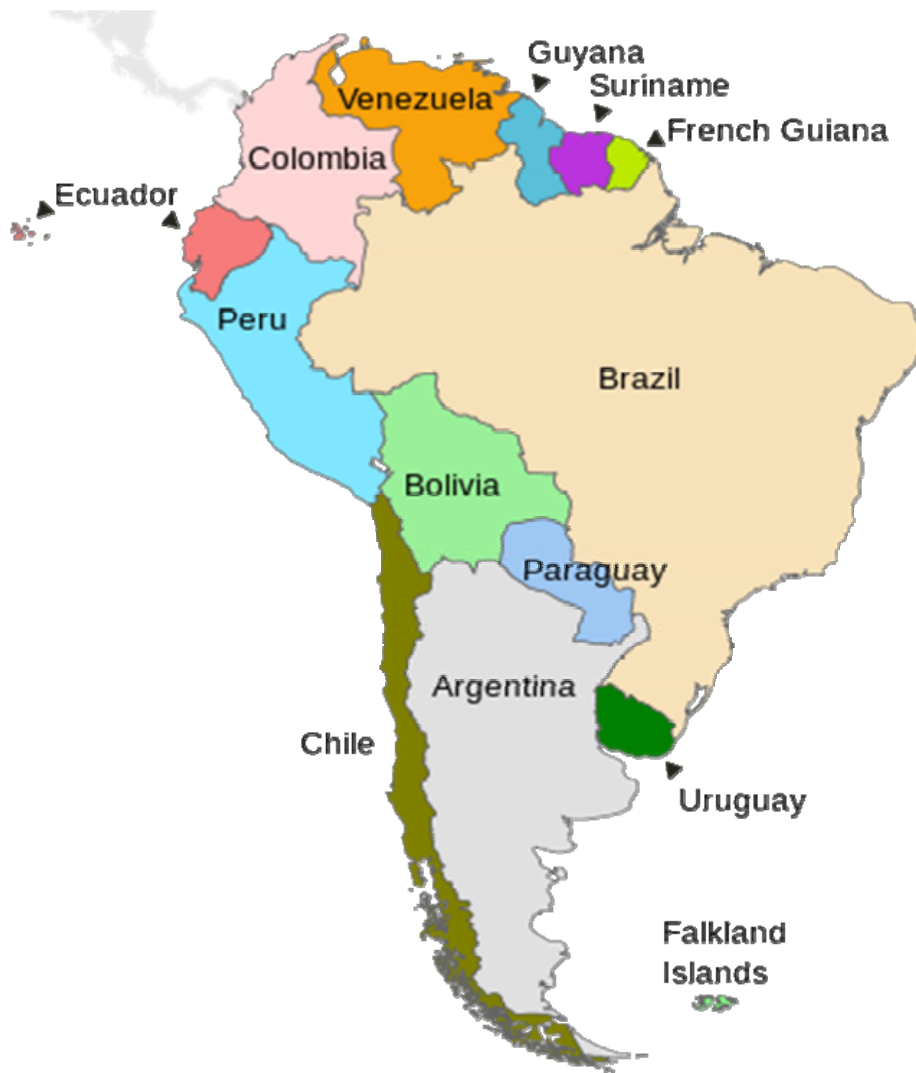 Guyana
Suriname
Venezuela
French Guiana
Colombia
Ecuador
Peru
Brazil
Bolivia
Paraguay
Argentina
Chile
Uruguay
Falkland
Islands